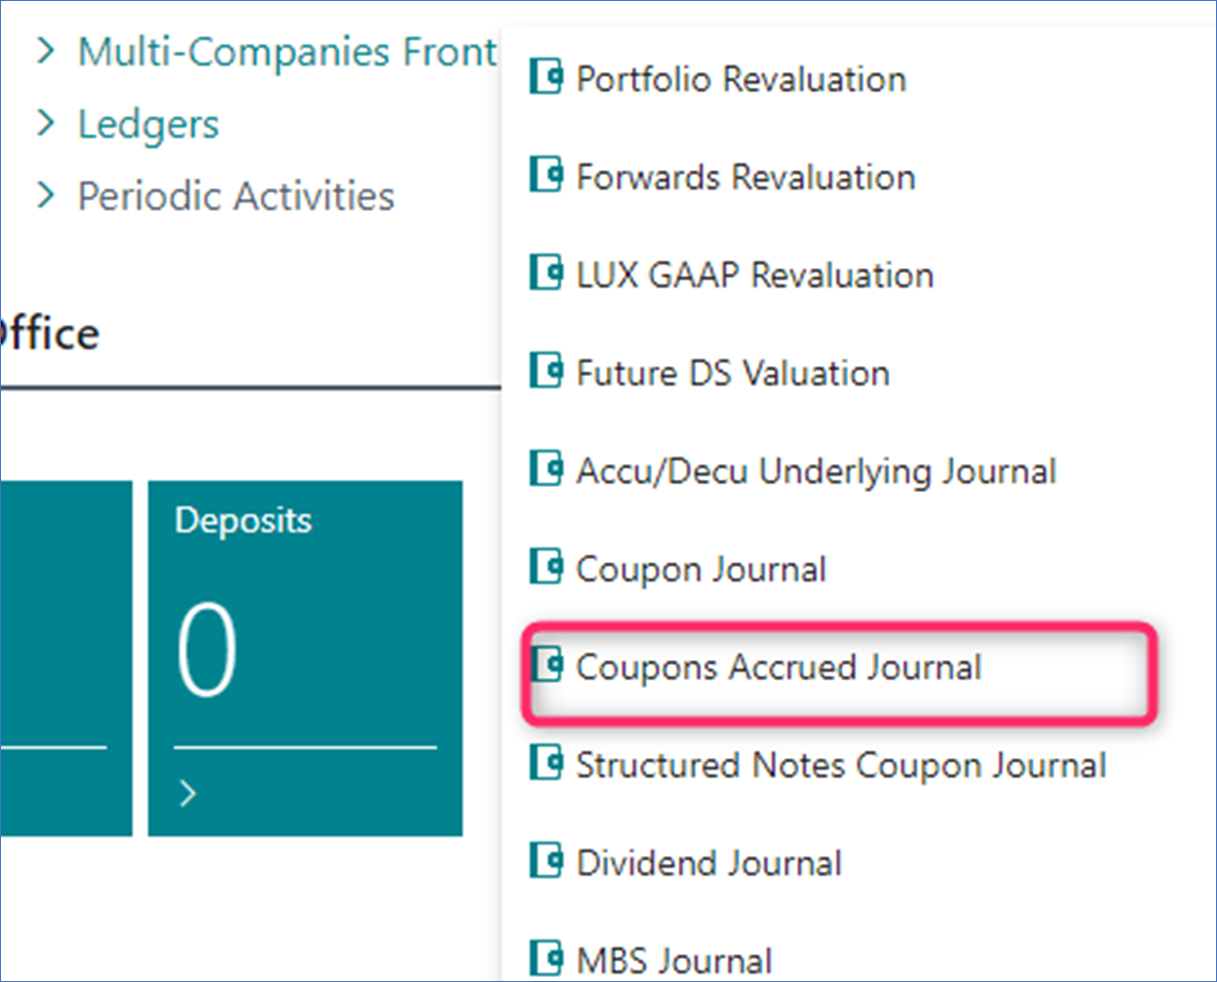 Multi-Companies Front
Ledgers
Periodic Activities
Office
Deposits
0
Portfolio Revaluation
Forwards Revaluation
LUX GAAP Revaluation
Future DS Valuation
Accu/Decu Underlying Journal
Coupon Journal
Coupons Accrued Journal
Structured Notes Coupon Journal
Dividend Journal
MBS Journal